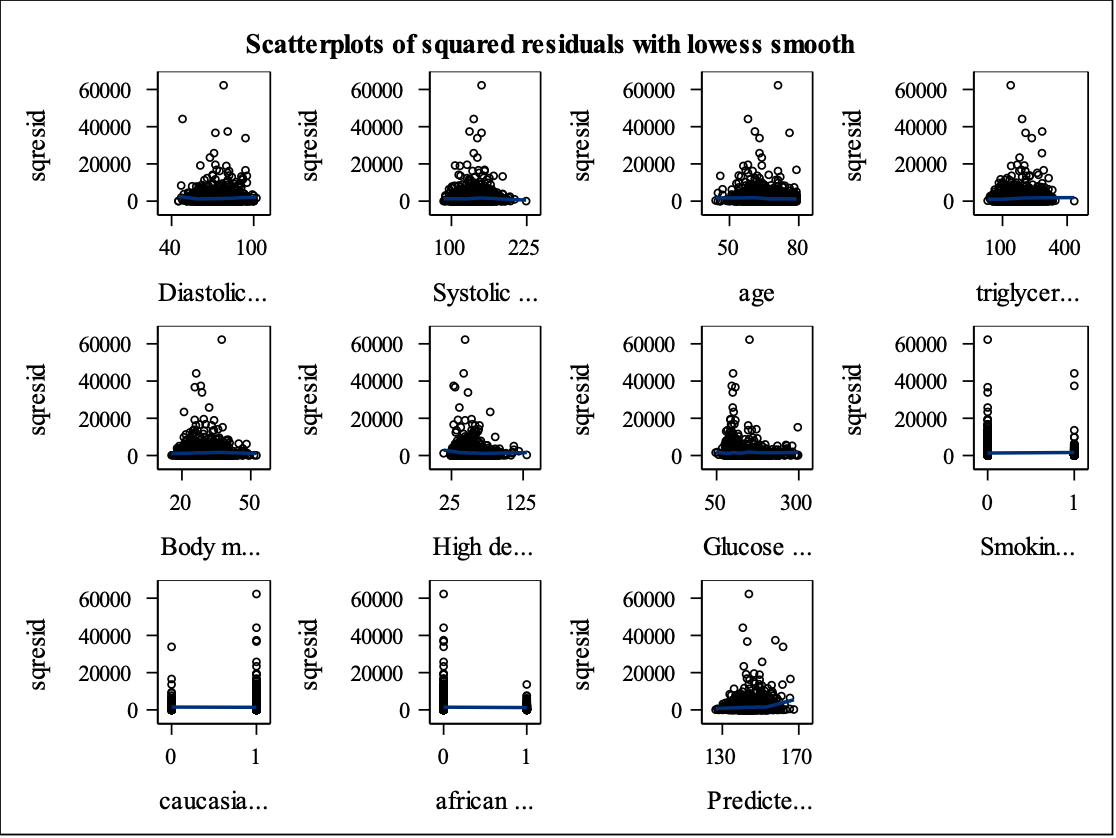 Scatterplots of squared residuals with lowess smooth
60000 60000 60000 60000
40000 40000 40000 40000
sqresid sqresid sqresid sqresid
20000 20000 20000 20000
0 0 0 0
40 100 100 225 50 80 100 400
Diastolic... Systolic ... age triglycer...
60000 60000 60000 60000
40000 40000 40000 40000
sqresid sqresid sqresid sqresid
20000 20000 20000 20000
0 0 0 0
20 50 25 125 50 300 0 1
Body m... High de... Glucose ... Smokin...
60000 60000 60000
40000 40000 40000
sqresid sqresid sqresid
20000 20000 20000
0 0 0
0 1 0 1 130 170
caucasia... african ... Predicte...